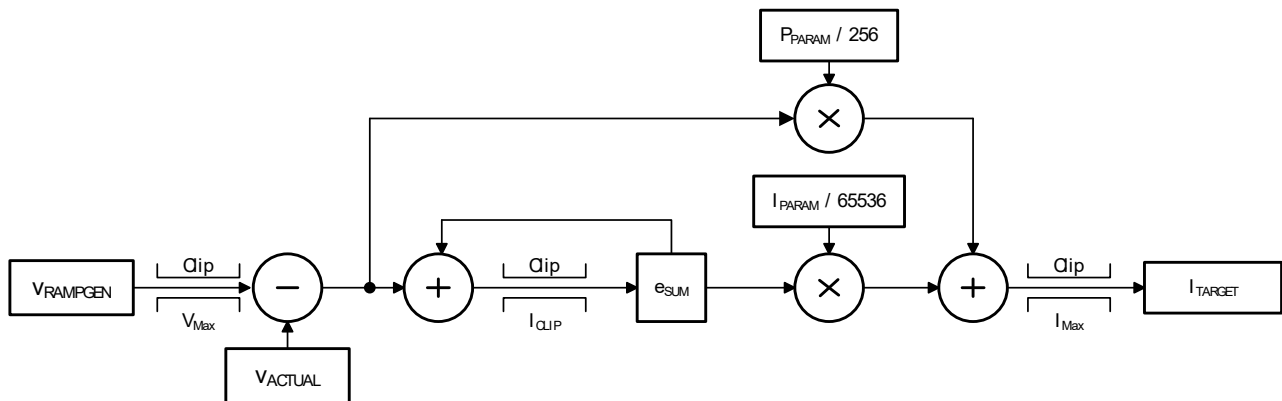 PPARAM / 256
IPARAM / 65536
Clip
Clip
Clip
VRAMPGEN
−
+
eSUM
+
ITARGET
VMax
ICLIP
IMax
VACTUAL